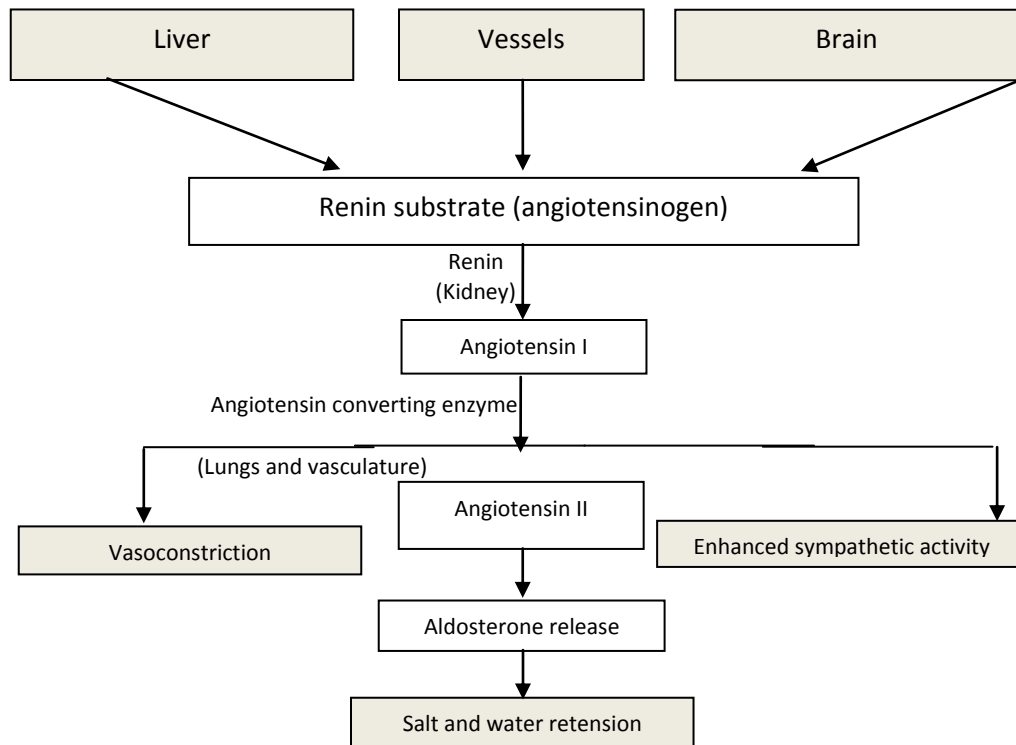 Liver
Vessels
Brain
Renin substrate (angiotensinogen)
Renin
(Kidney)
Angiotensin I
Angiotensin converting enzyme
(Lungs and vasculature)
Angiotensin II
Vasoconstriction
Enhanced sympathetic activity
Aldosterone release
Salt and water retention